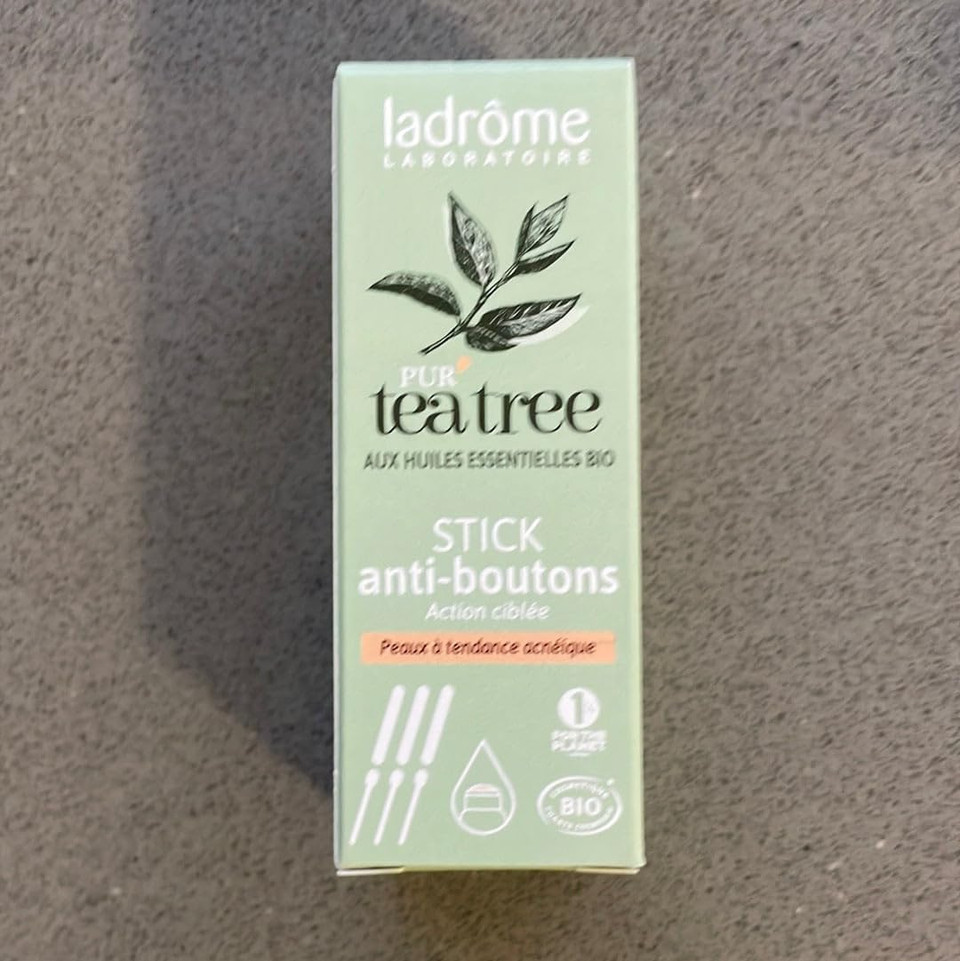 ladrôme
LABORATOIRE
PUR'
tea tree
AUX HUILES ESSENTIELLES BIO
STICK
anti-boutons
Action ciblée
Peaux à tendance acnéique
1%
FOR THE
PLANET
COSMÉTIQUE
BIO